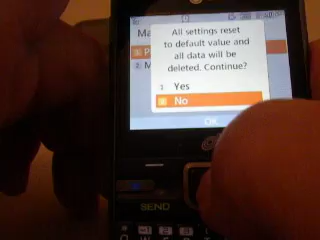 Ma
All settings reset
to default value and
all data will be
deleted. Continue?
1 Yes
2 No
OK
SEND